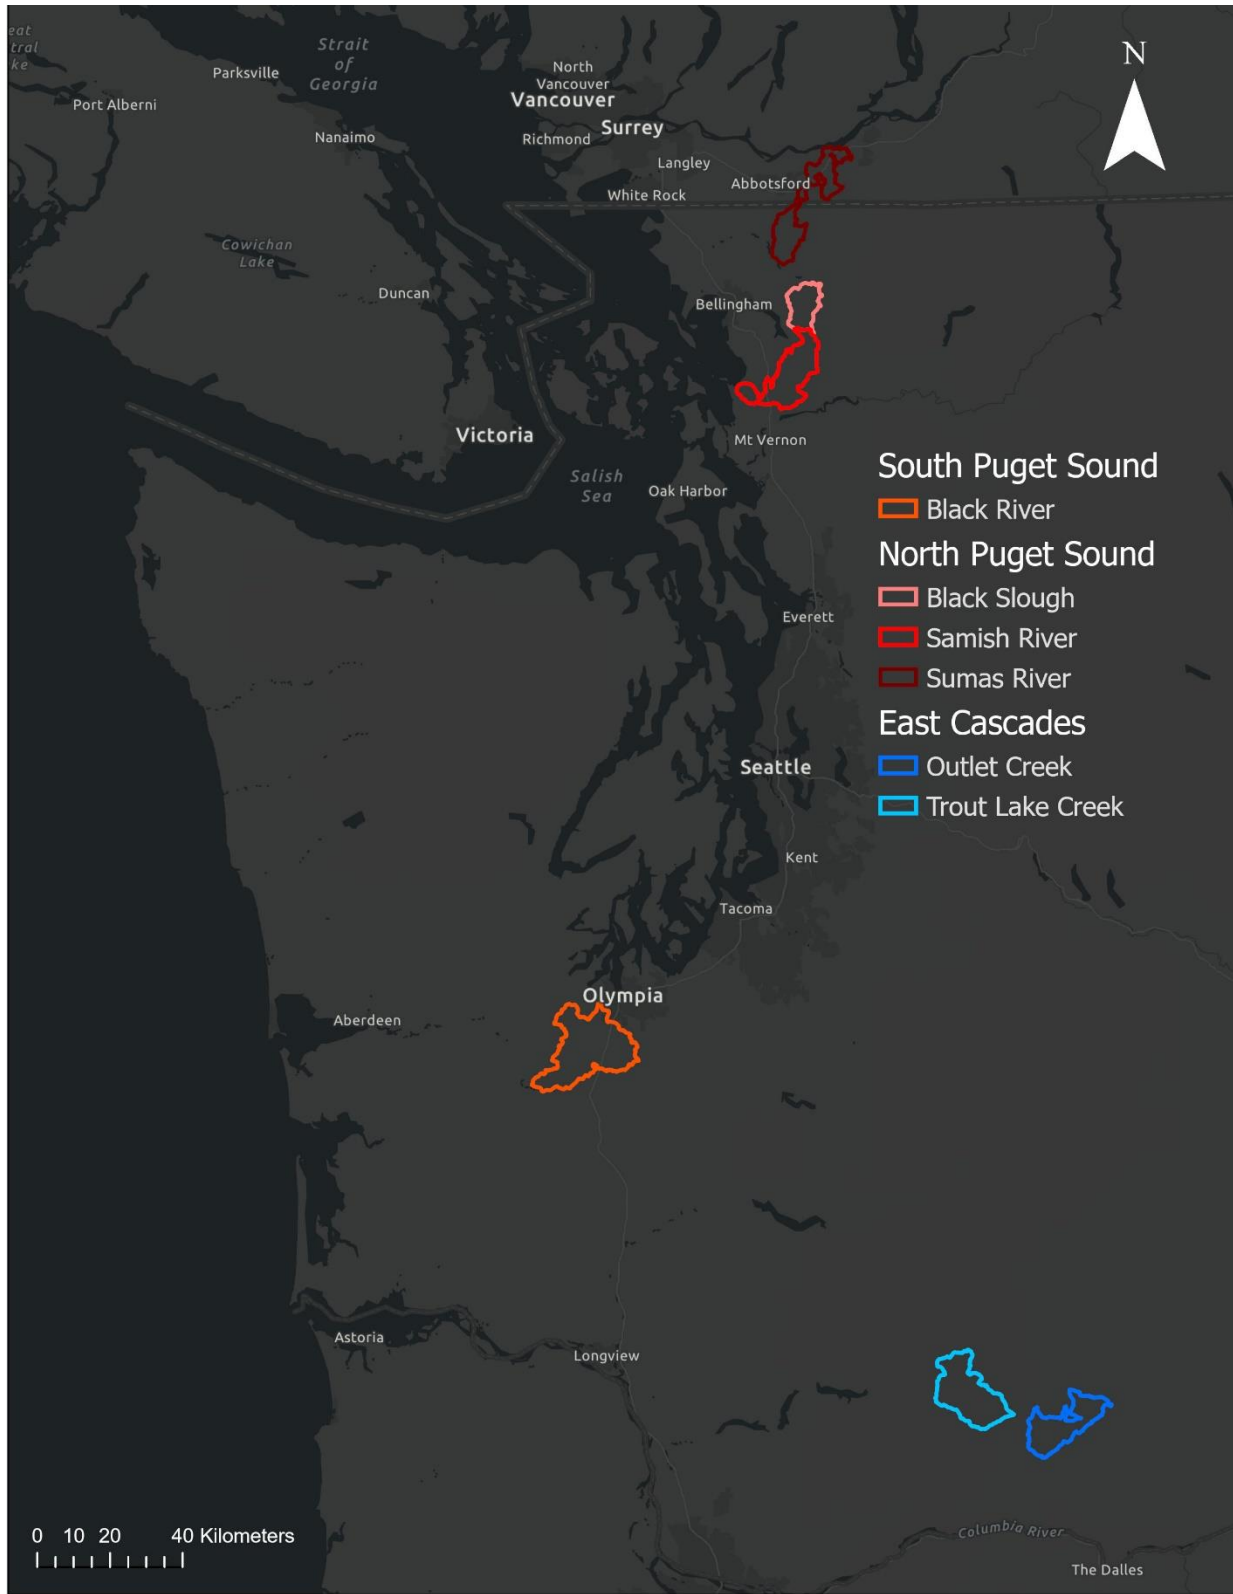 eat
tral
ke
Strait
of
Georgia
Parksville
Port Alberni
Nanaimo
North
Vancouver
Vancouver
Richmond
Surrey
Langley
White Rock
Abbotsford
N
Cowichan
Lake
Duncan
Bellingham
Victoria
Salish
Sea
Mt Vernon
Oak Harbor
South Puget Sound
Black River
North Puget Sound
Black Slough
Samish River
Sumas River
East Cascades
Outlet Creek
Trout Lake Creek
Everett
Seattle
Kent
Tacoma
Olympia
Aberdeen
Astoria
Longview
Columbia River
The Dalles
0 10 20 40 Kilometers